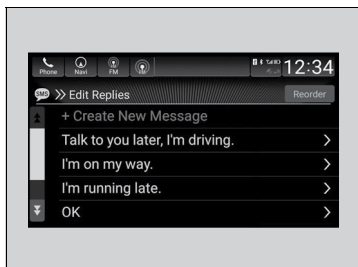 Phone
Navi
FM
12:34
SMS
Edit Replies
Reorder
+ Create New Message
Talk to you later, I'm driving.
I'm on my way.
I'm running late.
OK